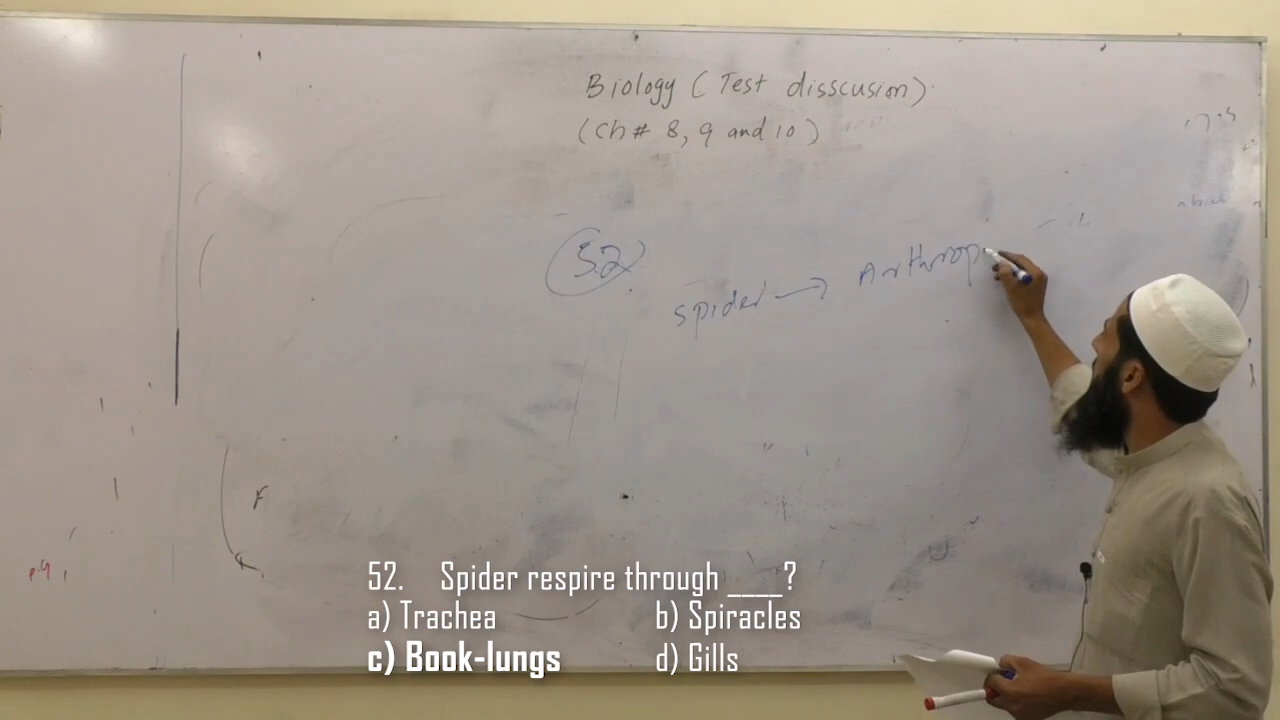 Biology (Test disscusion)
(Ch# 8, 9 and 10)
52
spider → Arthrop
52. Spider respire through ____?
a) Trachea b) Spiracles
c) Book-lungs d) Gills